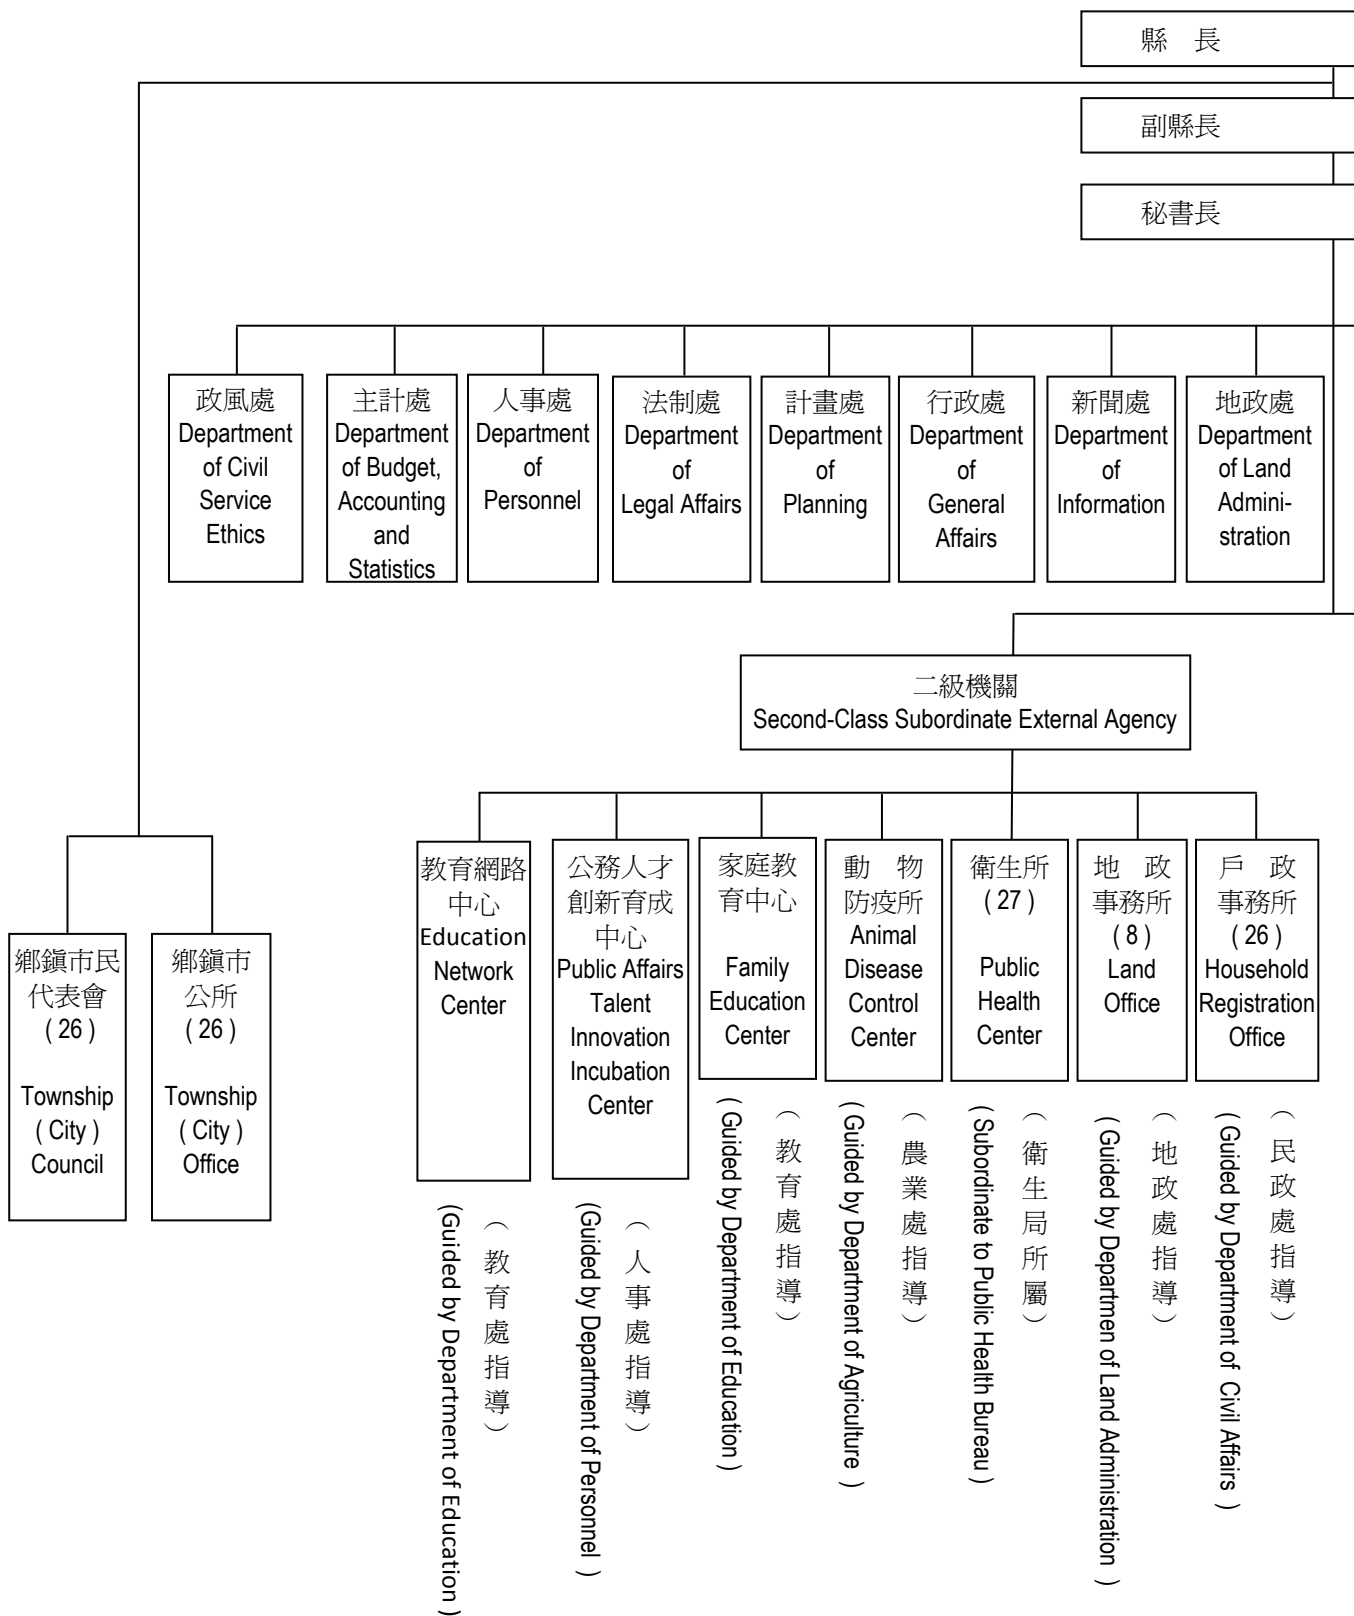 縣　長
副縣長
秘書長
政風處
Department
of Civil
Service
Ethics
主計處
Department
of Budget,
Accounting
and
Statistics
人事處
Department
of
Personnel
法制處
Department
of
Legal Affairs
計畫處
Department
of
Planning
行政處
Department
of
General
Affairs
新聞處
Department
of
Information
地政處
Department
of Land
Admini-
stration
二級機關
Second-Class Subordinate External Agency
鄉鎮市民
代表會
( 26 )
Township
( City )
Council
鄉鎮市
公所
( 26 )
Township
( City )
Office
教育網路
中心
Education
Network
Center
(Guided by Department of Education )
（教育處指導）
公務人才
創新育成
中心
Public Affairs
Talent
Innovation
Incubation
Center
(Guided by Department of Personnel )
（人事處指導）
家庭教
育中心
Family
Education
Center
( Guided by Department of Education )
（教育處指導）
動　物
防疫所
Animal
Disease
Control
Center
( Guided by Department of Agriculture )
（農業處指導）
衛生所
( 27 )
Public
Health
Center
( Subordinate to Public Health Bureau )
（衛生局所屬）
地　政
事務所
( 8 )
Land
Office
( Guided by Departmen of Land Administration )
（地政處指導）
戶　政
事務所
( 26 )
Household
Registration
Office
( Guided by Department of Civil Affairs )
（民政處指導）